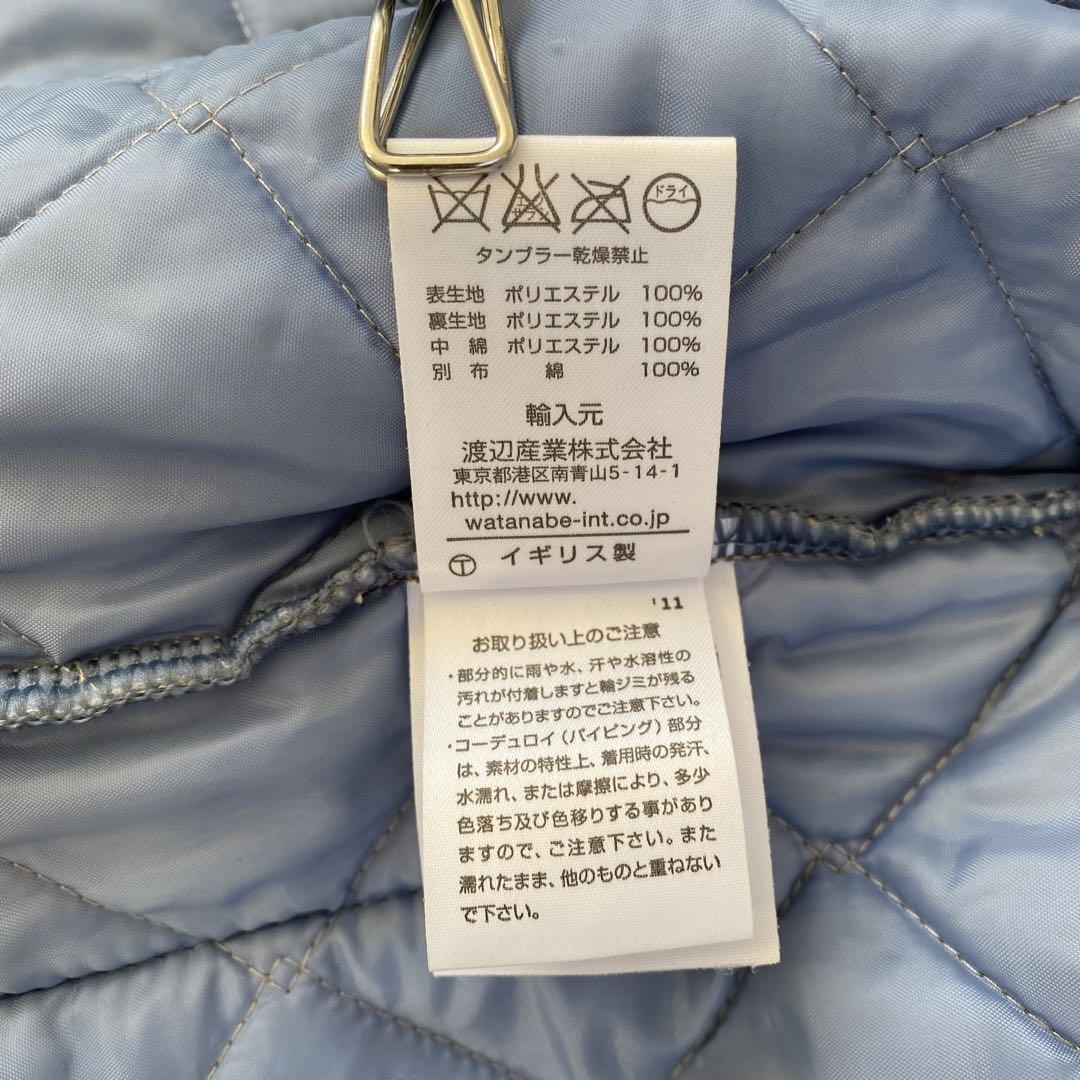 エンソサラシ
ドライ
タンブラー乾燥禁止
表生地 ポリエステル 100%
裏生地 ポリエステル 100%
中 綿 ポリエステル 100%
別 布 綿 100%
輸入元
渡辺産業株式会社
東京都港区南青山5-14-1
http://www.
watanabe-int.co.jp
Ⓣ イギリス製
'11
お取り扱い上のご注意
・部分的に雨や水、汗や水溶性の
汚れが付着しますと輪ジミが残る
ことがありますのでご注意下さい。
・コーデュロイ(パイピング)部分
は、素材の特性上、着用時の発汗、
水濡れ、または摩擦により、多少
色落ち及び色移りする事があり
ますので、ご注意下さい。また
濡れたまま、他のものと重ねない
で下さい。